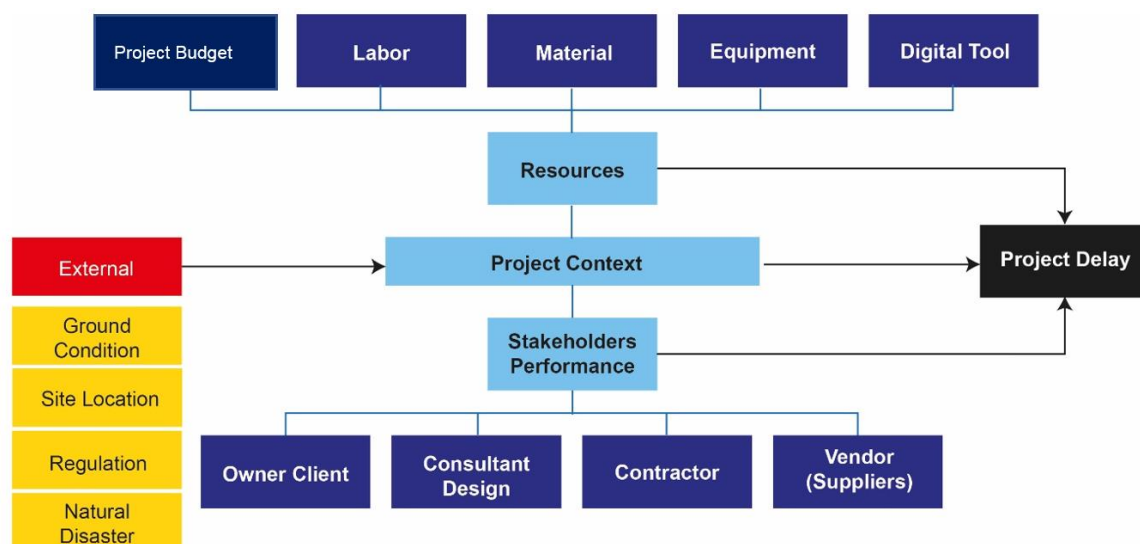 Project Budget
Labor
Material
Equipment
Digital Tool
Resources
External
Project Context
Project Delay
Ground
Condition
Stakeholders
Performance
Site Location
Regulation
Owner Client
Consultant
Design
Contractor
Vendor
(Suppliers)
Natural
Disaster